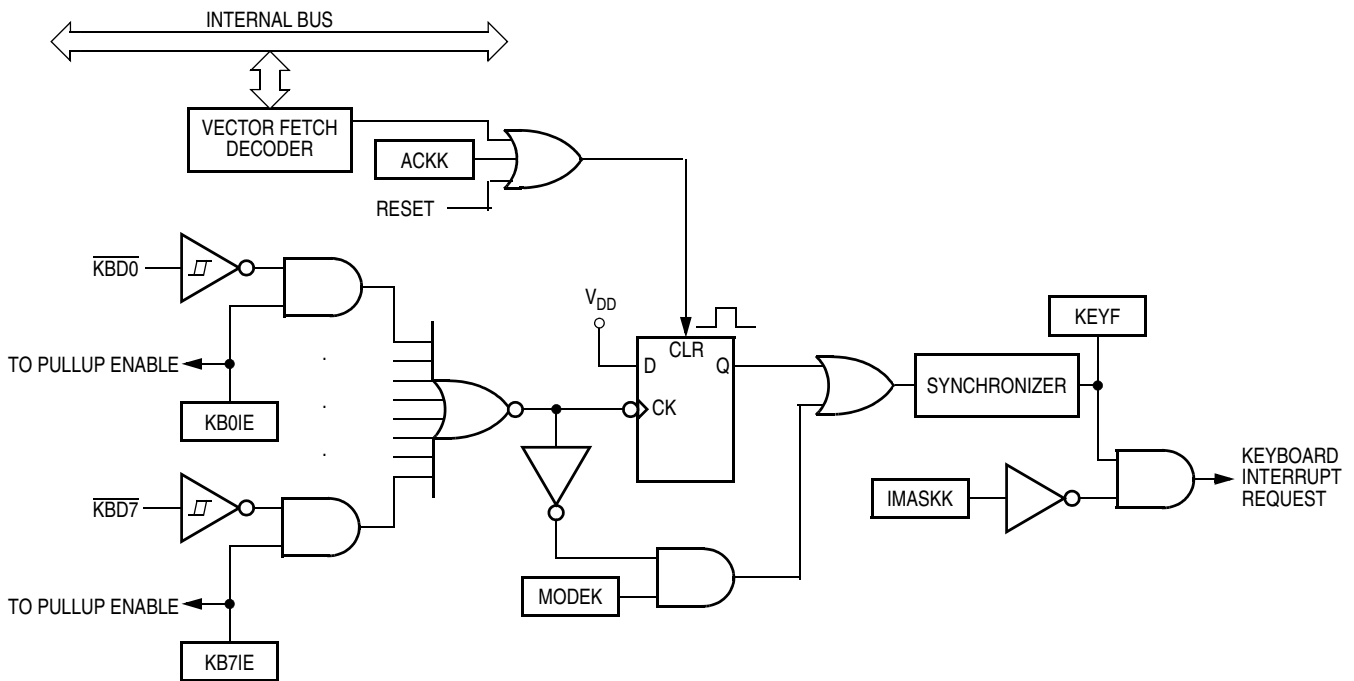 INTERNAL BUS
VECTOR FETCH
DECODER
ACKK
RESET
KBD0
VDD
KEYF
CLR
D
Q
TO PULLUP ENABLE
SYNCHRONIZER
CK
KB0IE
KEYBOARD
INTERRUPT
REQUEST
KBD7
IMASKK
MODEK
TO PULLUP ENABLE
KB7IE